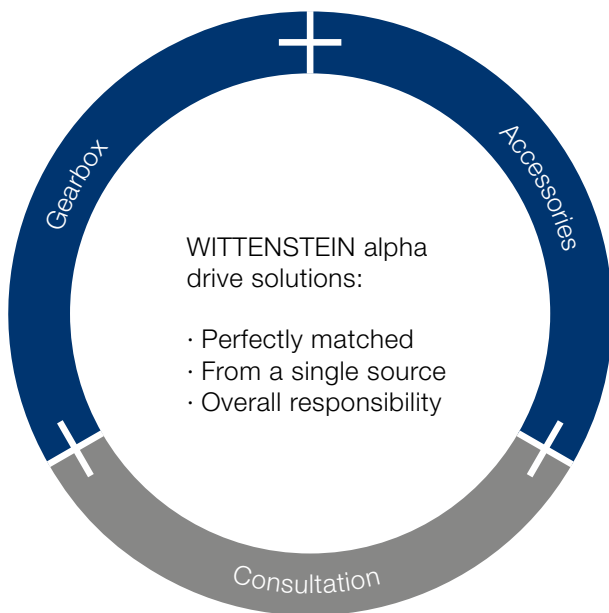 Gearbox
Accessories
WITTENSTEIN alpha
drive solutions:
· Perfectly matched
· From a single source
· Overall responsibility
Consultation